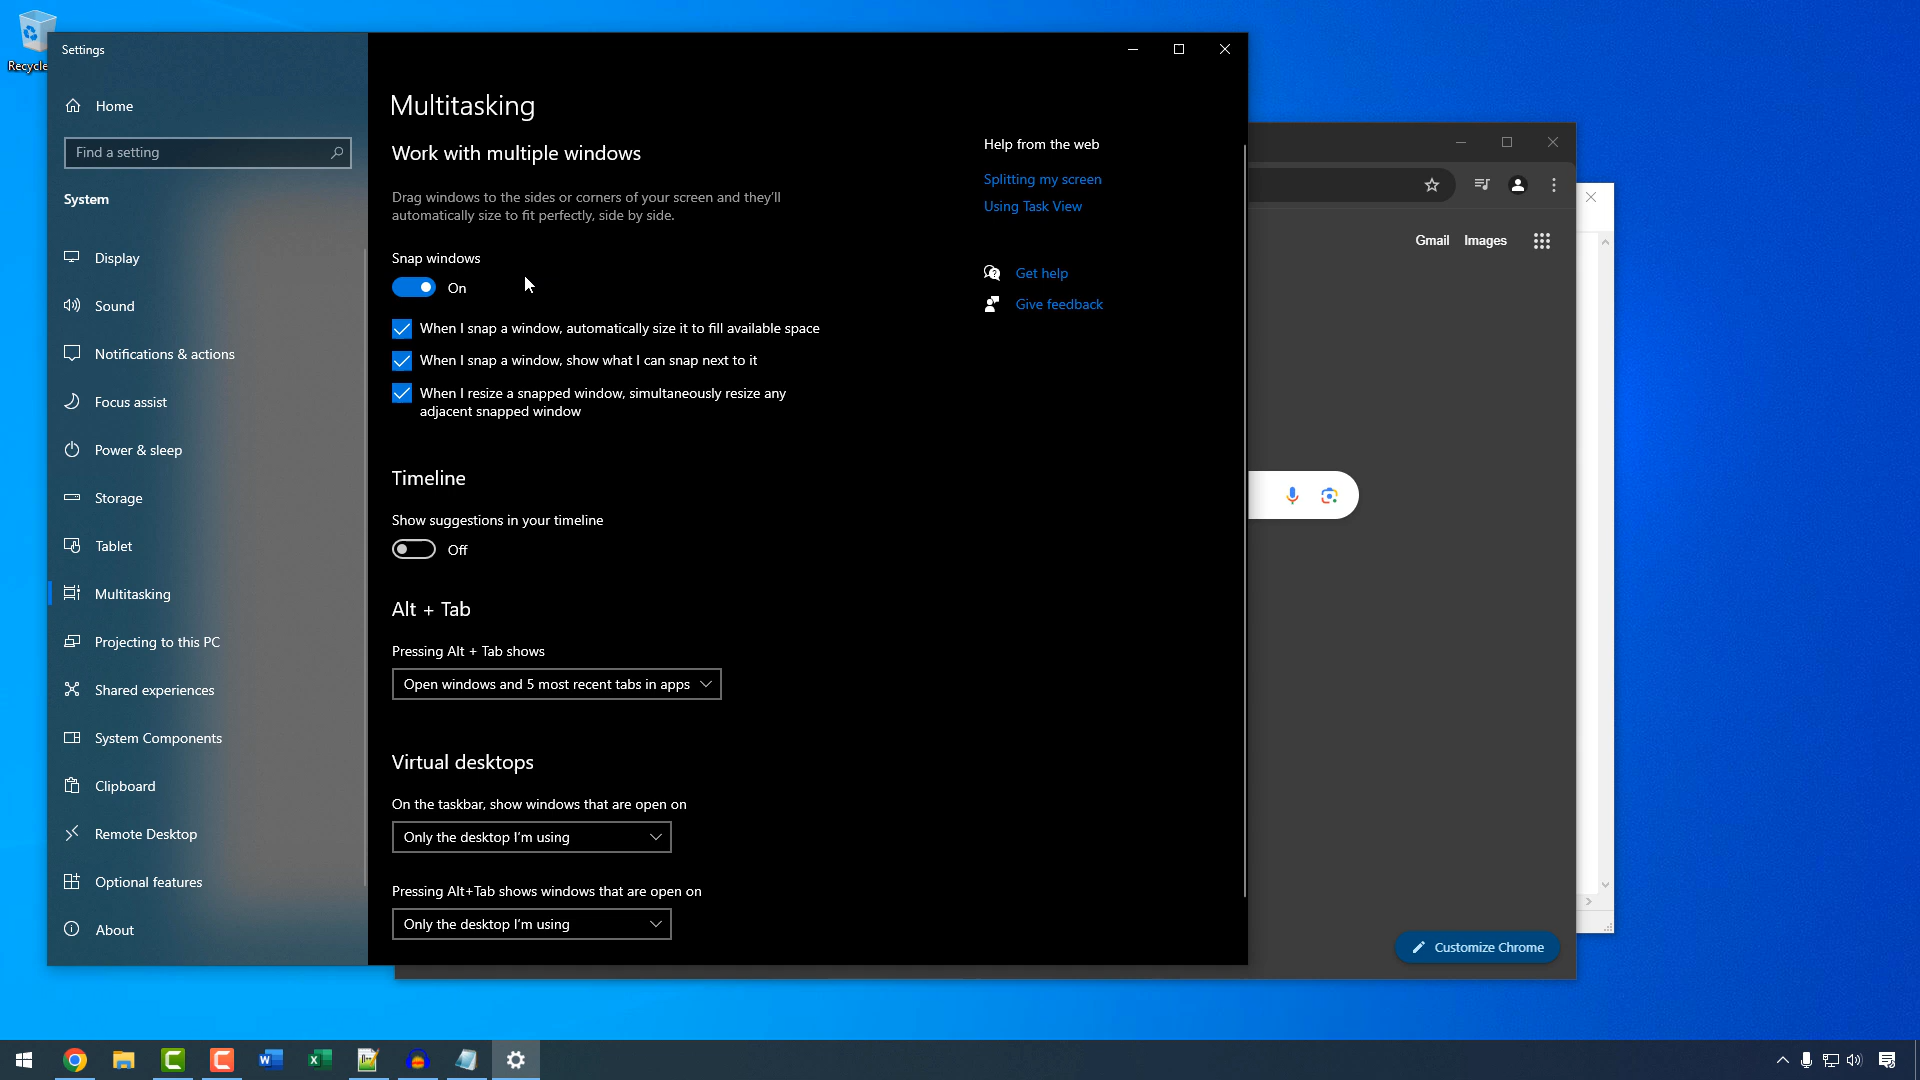 Recycle
Settings
Home
Find a setting
System
Display
Sound
Notifications & actions
Focus assist
Power & sleep
Storage
Tablet
Multitasking
Projecting to this PC
Shared experiences
System Components
Clipboard
Remote Desktop
Optional features
About
Multitasking
Work with multiple windows
Drag windows to the sides or corners of your screen and they'll
automatically size to fit perfectly, side by side.
Snap windows
On
When I snap a window, automatically size it to fill available space
When I snap a window, show what I can snap next to it
When I resize a snapped window, simultaneously resize any
adjacent snapped window
Timeline
Show suggestions in your timeline
Off
Alt + Tab
Pressing Alt + Tab shows
Open windows and 5 most recent tabs in apps
Virtual desktops
On the taskbar, show windows that are open on
Only the desktop I'm using
Pressing Alt+Tab shows windows that are open on
Only the desktop I'm using
Help from the web
Splitting my screen
Using Task View
Get help
Give feedback
Gmail Images
Customize Chrome